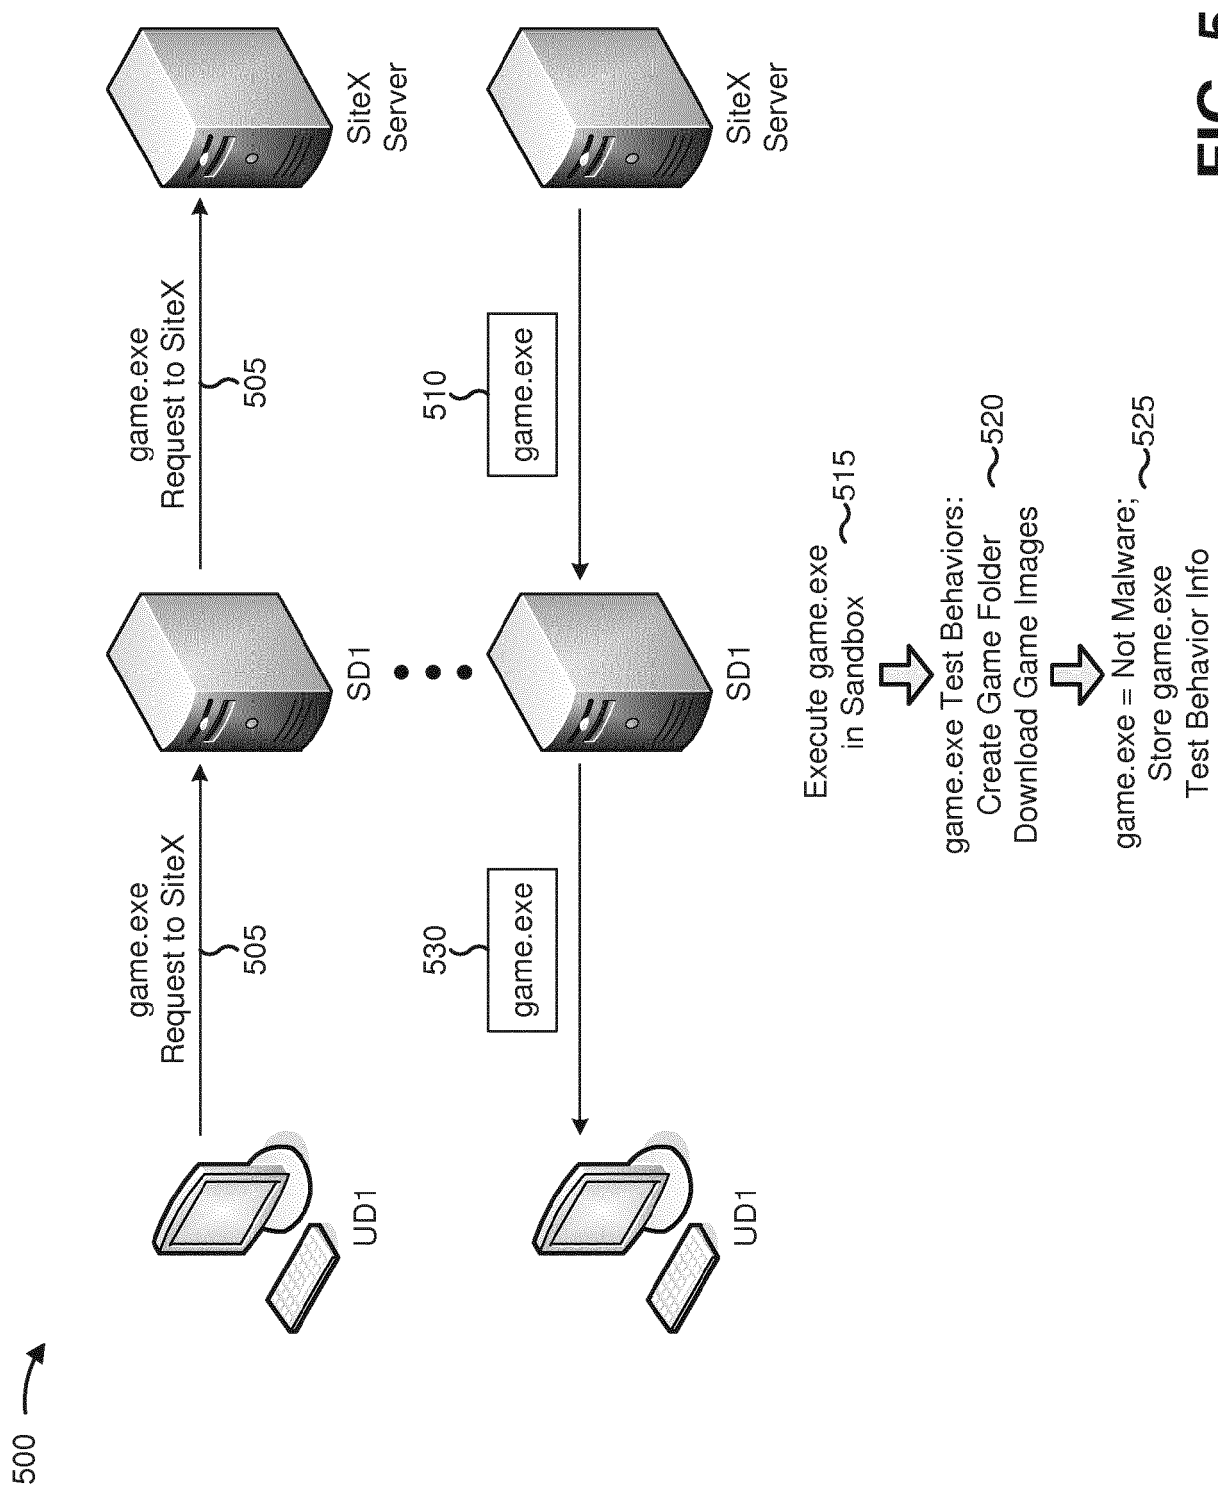 500
game.exe
Request to SiteX
505
game.exe
Request to SiteX
505
UD1
SD1
SiteX
Server
530
game.exe
510
game.exe
UD1
SD1
SiteX
Server
Execute game.exe
in Sandbox
515
game.exe Test Behaviors:
Create Game Folder
Download Game Images
520
game.exe = Not Malware;
Store game.exe
Test Behavior Info
525
FIG. 5